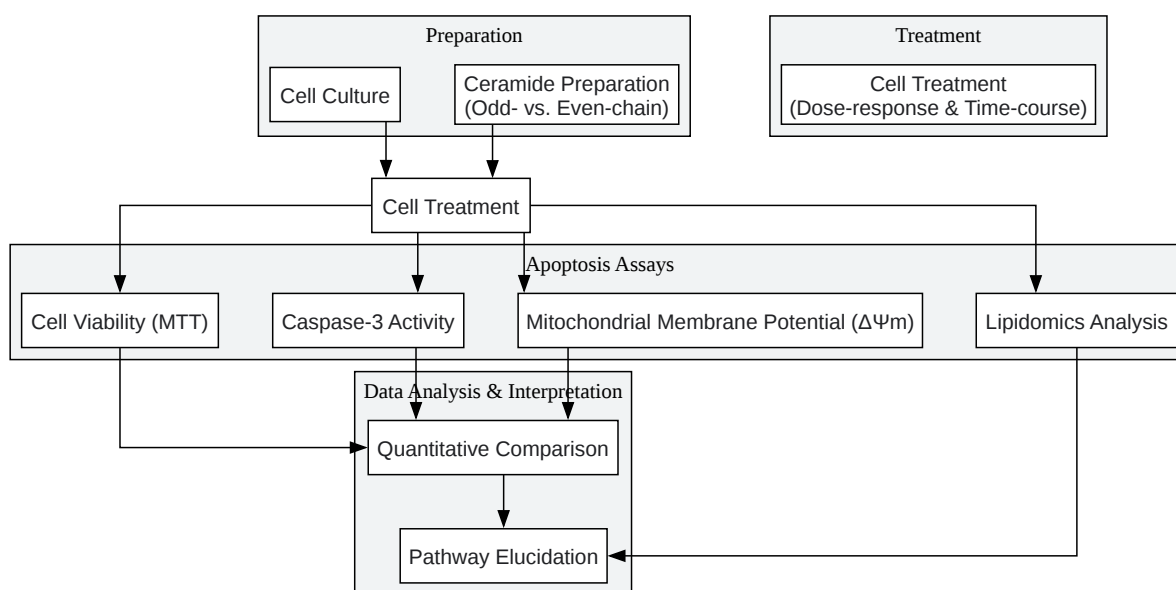 Preparation
Treatment
Cell Culture
Ceramide Preparation
(Odd- vs. Even-chain)
Cell Treatment
(Dose-response & Time-course)
Cell Treatment
Apoptosis Assays
Cell Viability (MTT)
Caspase-3 Activity
Mitochondrial Membrane Potential (ΔΨm)
Lipidomics Analysis
Data Analysis & Interpretation
Quantitative Comparison
Pathway Elucidation